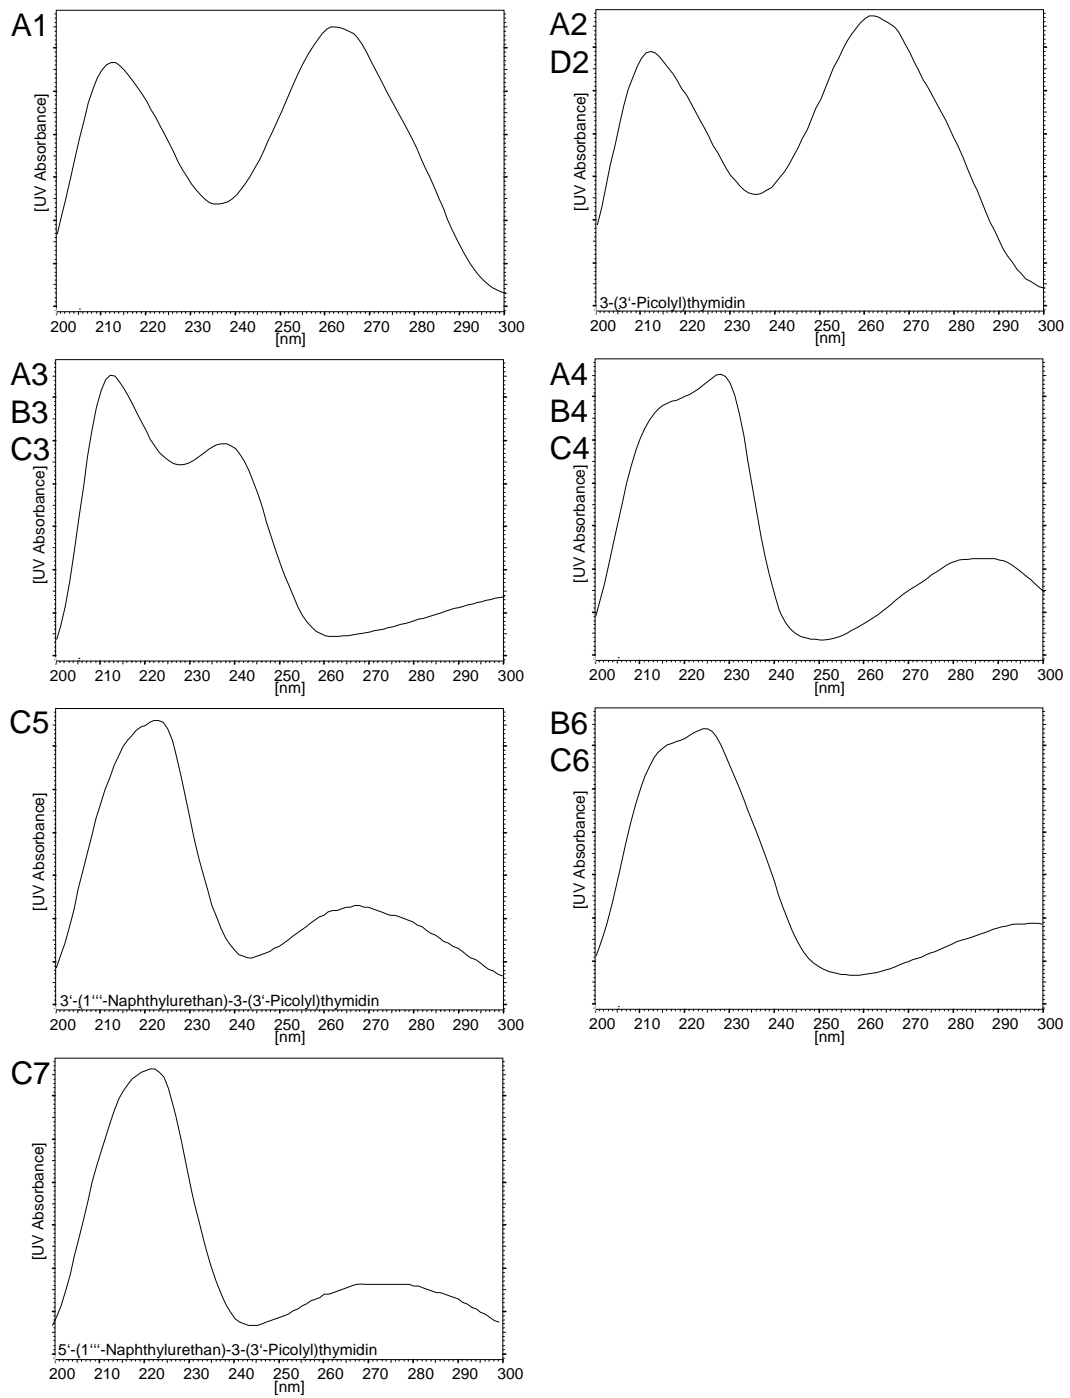 A1
[UV Absorbance]
200 210 220 230 240 250 260 270 280 290 300
[nm]
A2
D2
[UV Absorbance]
3-(3‘-Picolyl)thymidin
200 210 220 230 240 250 260 270 280 290 300
[nm]
A3
B3
C3
[UV Absorbance]
200 210 220 230 240 250 260 270 280 290 300
[nm]
A4
B4
C4
[UV Absorbance]
200 210 220 230 240 250 260 270 280 290 300
[nm]
C5
[UV Absorbance]
3‘-(1‘‘‘-Naphthylurethan)-3-(3‘-Picolyl)thymidin
200 210 220 230 240 250 260 270 280 290 300
[nm]
B6
C6
[UV Absorbance]
200 210 220 230 240 250 260 270 280 290 300
[nm]
C7
[UV Absorbance]
5‘-(1‘‘‘-Naphthylurethan)-3-(3‘-Picolyl)thymidin
200 210 220 230 240 250 260 270 280 290 300
[nm]